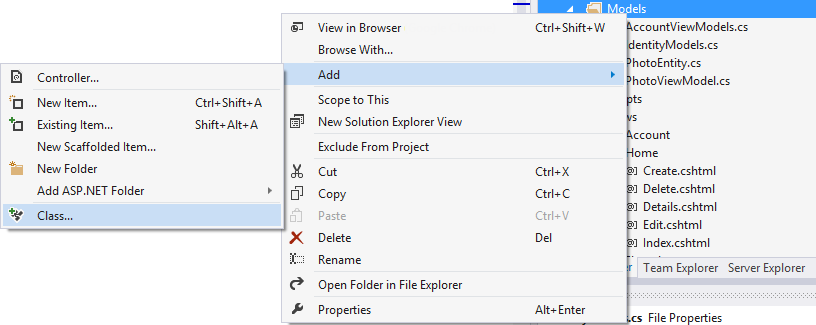 Controller...
New Item... Ctrl+Shift+A
Existing Item... Shift+Alt+A
New Scaffolded Item...
New Folder
Add ASP.NET Folder
Class...
View in Browser Ctrl+Shift+W
Browse With...
Add
Scope to This
New Solution Explorer View
Exclude From Project
Cut Ctrl+X
Copy Ctrl+C
Paste Ctrl+V
Delete Del
Rename
Open Folder in File Explorer
Properties Alt+Enter
Models
AccountViewModels.cs
dentityModels.cs
PhotoEntity.cs
PhotoViewModel.cs
pts
ws
Account
Home
Create.cshtml
Delete.cshtml
Details.cshtml
Edit.cshtml
Index.cshtml
Team Explorer Server Explorer
.cs File Properties